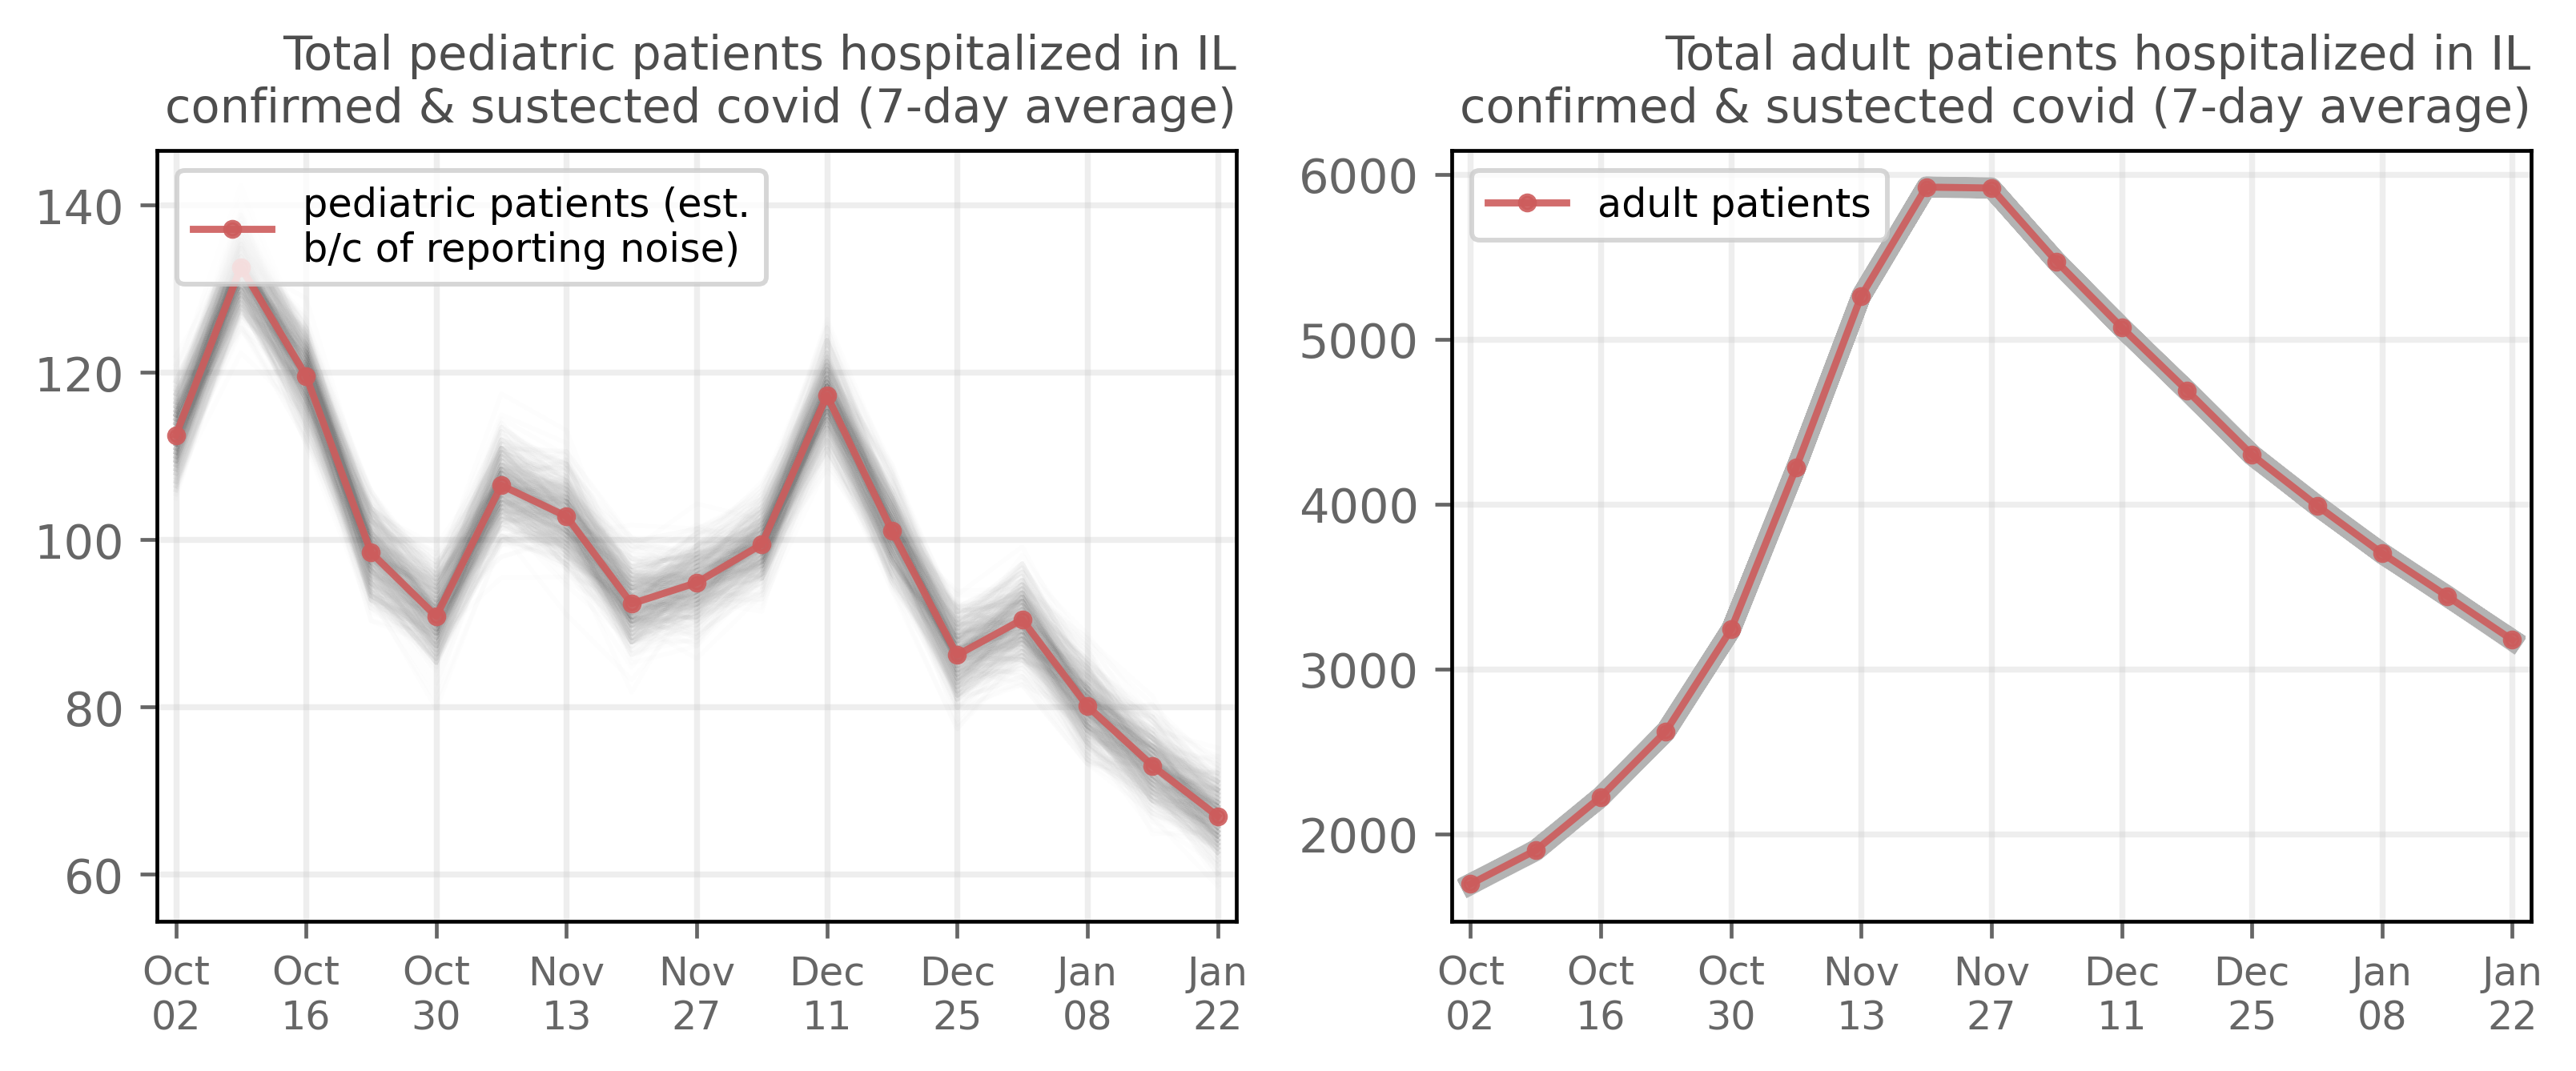 Total pediatric patients hospitalized in IL
confirmed & sustected covid (7-day average)
pediatric patients (est.
b/c of reporting noise)
140
120
100
80
60
Oct
02
Oct
16
Oct
30
Nov
13
Nov
27
Dec
11
Dec
25
Jan
08
Jan
22
Total adult patients hospitalized in IL
confirmed & sustected covid (7-day average)
adult patients
6000
5000
4000
3000
2000
Oct
02
Oct
16
Oct
30
Nov
13
Nov
27
Dec
11
Dec
25
Jan
08
Jan
22